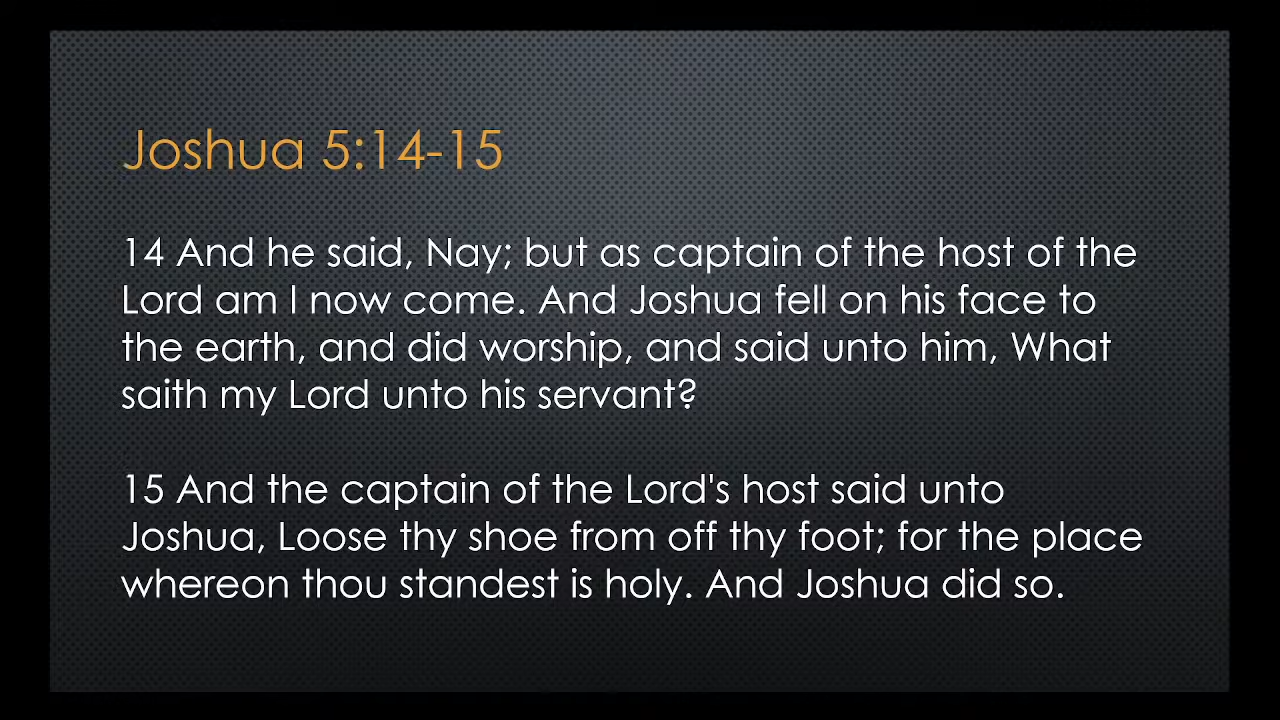 Joshua 5:14-15
14 And he said, Nay; but as captain of the host of the
Lord am I now come. And Joshua fell on his face to
the earth, and did worship, and said unto him, What
saith my Lord unto his servant?
15 And the captain of the Lord's host said unto
Joshua, Loose thy shoe from off thy foot; for the place
whereon thou standest is holy. And Joshua did so.